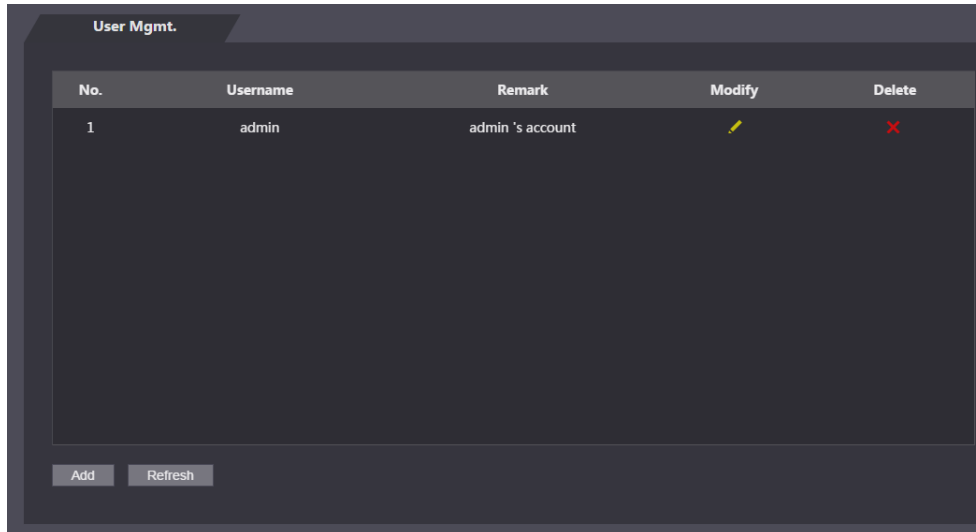 User Mgmt.
No. Username Remark Modify Delete
1 admin admin 's account
Add Refresh